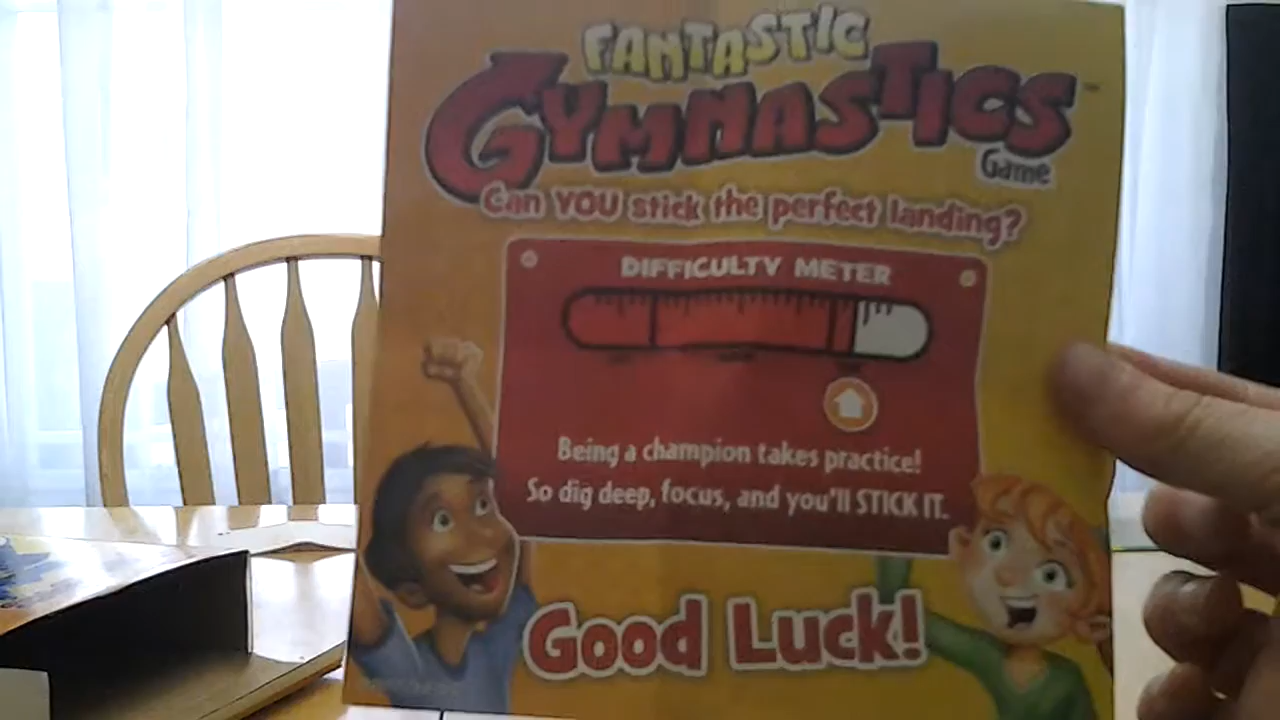 FANTASTIC
GYMNASTICS
Game
Can YOU stick the perfect landing?
DIFFICULTY METER
Being a champion takes practice!
So dig deep, focus, and you'll STICK IT.
Good Luck!